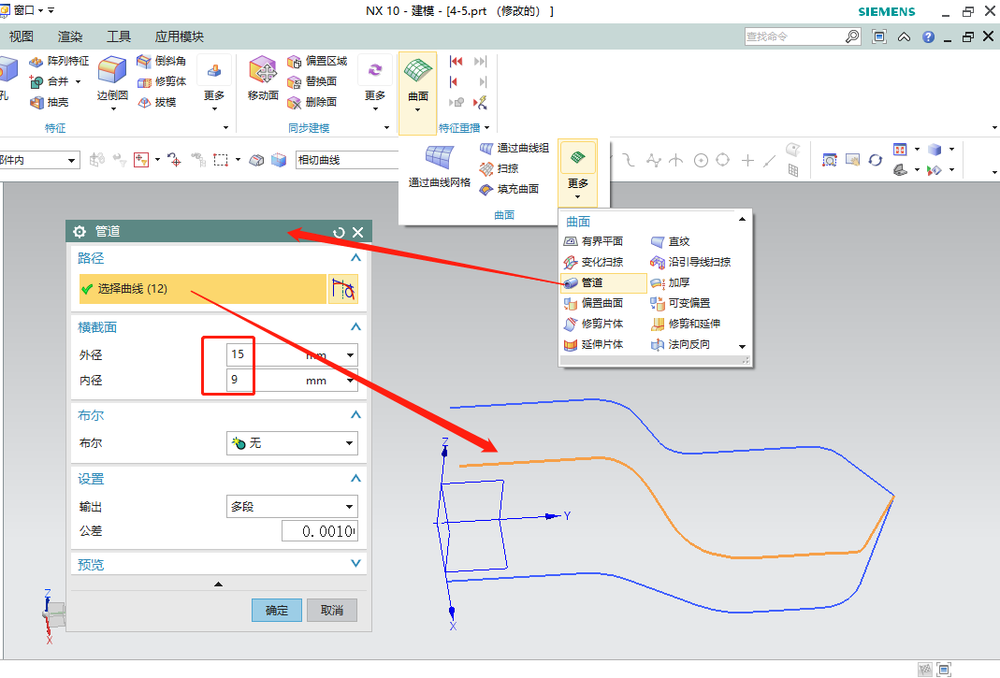 窗口
NX 10 - 建模 - [4-5.prt （修改的） ]
SIEMENS
视图 渲染 工具 应用模块
查找命令
孔
阵列特征
合并
抽壳
边倒圆
倒斜角
修剪体
拔模
更多
特征
移动面
偏置区域
替换面
删除面
更多
同步建模
曲面
特征重播
部件内
相切曲线
通过曲线网格
通过曲线组
扫掠
填充曲面
更多
曲面
曲面
有界平面 直纹
变化扫掠 沿引导线扫掠
管道 加厚
偏置曲面 可变偏置
修剪片体 修剪和延伸
延伸片体 法向反向
管道
路径
选择曲线 (12)
横截面
外径 15 mm
内径 9 mm
布尔
布尔 无
设置
输出 多段
公差 0.0010
预览
确定 取消
Z
Y
X
Z
X